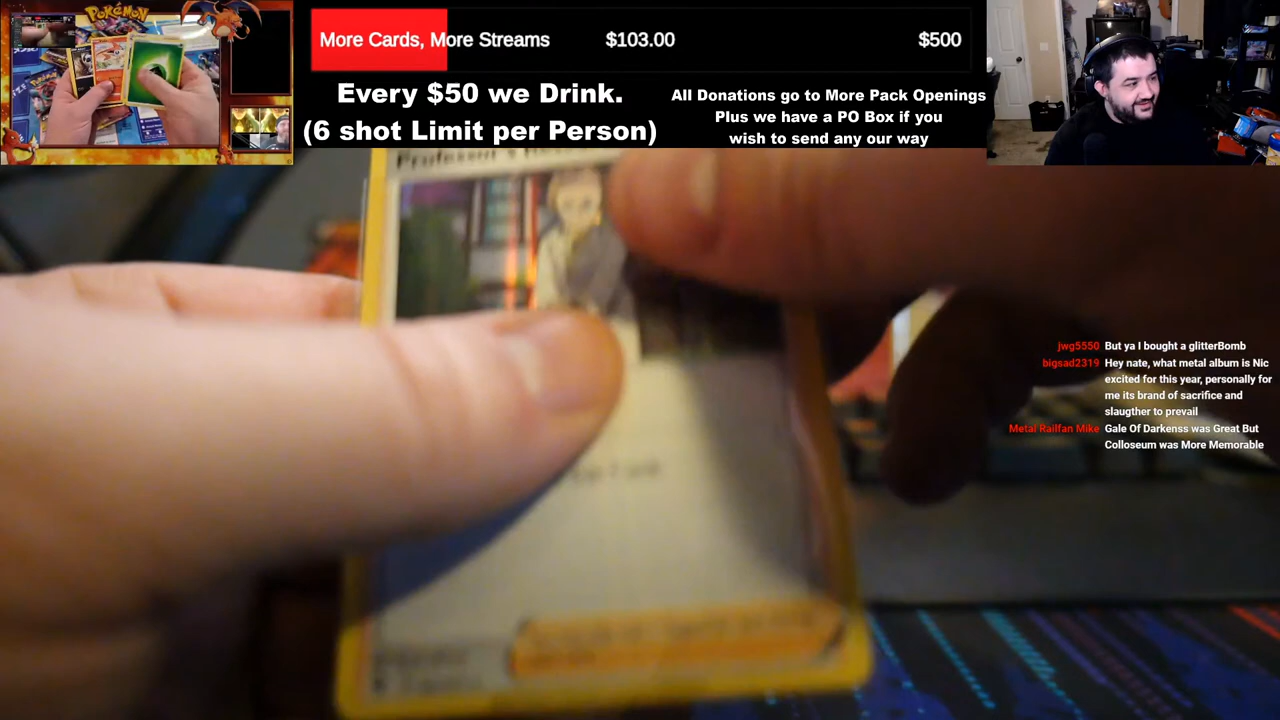 POKéMON
More Cards, More Streams $103.00 $500
Every $50 we Drink.
(6 shot Limit per Person)
All Donations go to More Pack Openings
Plus we have a PO Box if you
wish to send any our way
Professor's
jwg5550 But ya I bought a glitterBomb
bigsad2319 Hey nate, what metal album is Nic
excited for this year, personally for
me its brand of sacrifice and
slaugther to prevail
Metal Railfan Mike Gale Of Darkenss was Great But
Colloseum was More Memorable